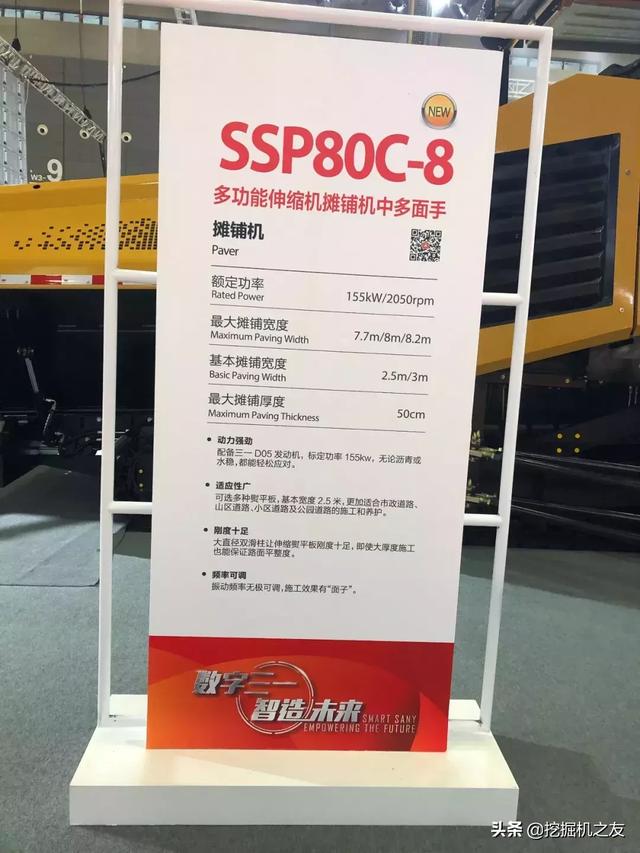 W3-9
NEW
SSP80C-8
多功能伸缩机摊铺机中多面手
摊铺机
Paver
额定功率
Rated Power
155kW/2050rpm
最大摊铺宽度
Maximum Paving Width
7.7m/8m/8.2m
基本摊铺宽度
Basic Paving Width
2.5m/3m
最大摊铺厚度
Maximum Paving Thickness
50cm
• 动力强劲
配备三一 D05 发动机，标定功率 155kw，无论沥青或
水稳，都能轻松应对。
• 适应性广
可选多种熨平板，基本宽度 2.5 米，更加适合市政道路、
山区道路、小区道路及公园道路的施工和养护。
• 刚度十足
大直径双滑柱让伸缩熨平板刚度十足，即使大厚度施工
也能保证路面平整度。
• 频率可调
振动频率无极可调，施工效果有“面子”。
数字三一
智造未来
SMART SANY
EMPOWERING THE FUTURE
头条 @挖掘机之友